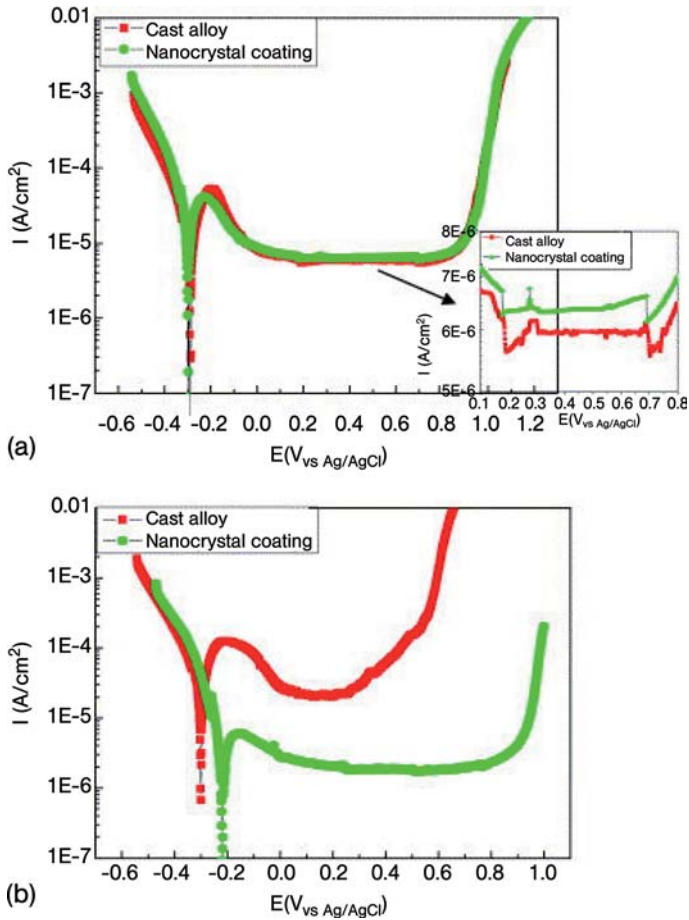 0.01
Cast alloy
Nanocrystal coating
1E-3
1E-4
I (A/cm²)
1E-5
1E-6
1E-7
-0.6 -0.4 -0.2 0.0 0.2 0.4 0.6 0.8 1.0 1.2
E(V vs Ag/AgCl)
8E-6
Cast alloy
Nanocrystal coating
7E-6
I (A/cm²)
6E-6
5E-6
0.1 0.2 0.3 0.4 0.5 0.6 0.7 0.8
E(V vs Ag/AgCl)
(a)
0.01
Cast alloy
Nanocrystal coating
1E-3
1E-4
I (A/cm²)
1E-5
1E-6
1E-7
-0.6 -0.4 -0.2 0.0 0.2 0.4 0.6 0.8 1.0
E(V vs Ag/AgCl)
(b)